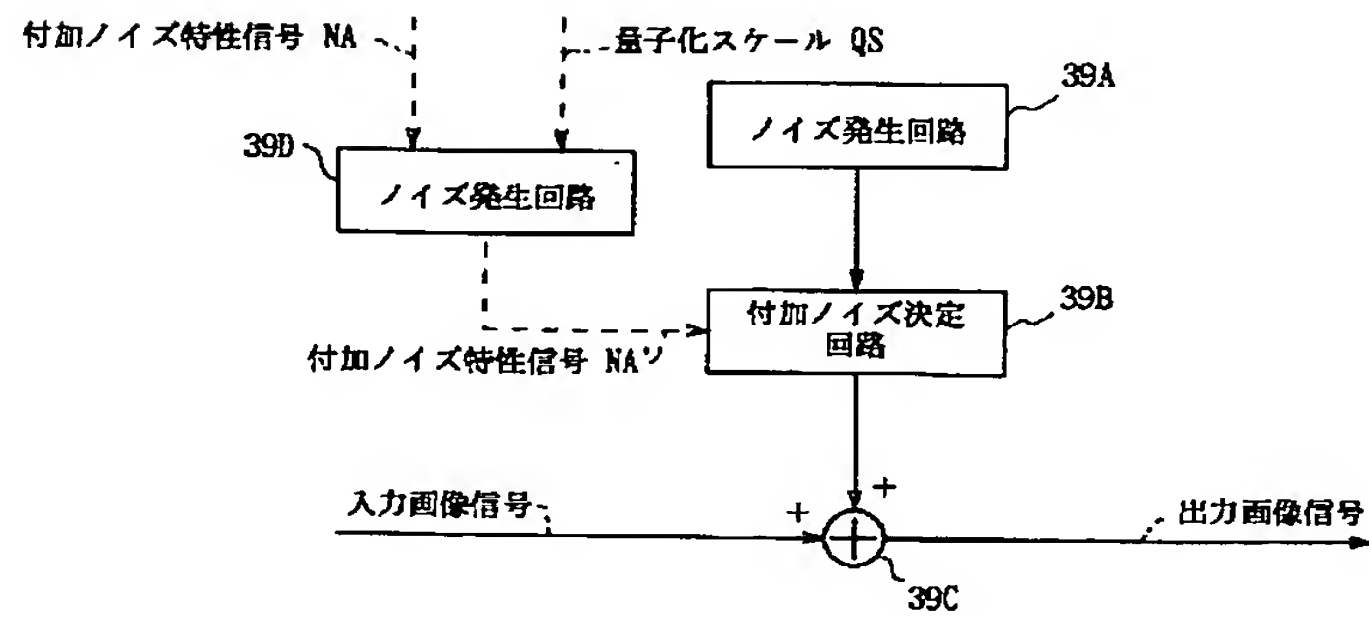 付加ノイズ特性信号 NA
量子化スケール QS
39A
ノイズ発生回路
39D
ノイズ発生回路
39B
付加ノイズ決定
回路
付加ノイズ特性信号 NA'
入力画像信号
+
+
出力画像信号
39C